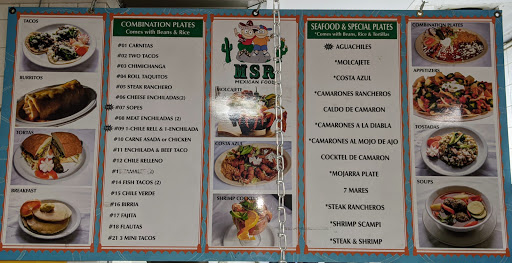 TACOS
BURRITOS
TORTAS
BREAKFAST
COMBINATION PLATES
Comes with Beans & Rice
#01 CARNITAS
#02 TWO TACOS
#03 CHIMICHANGA
#04 ROLL TAQUITOS
#05 STEAK RANCHERO
#06 CHEESE ENCHILADAS(2)
#07 SOPES
#08 MEAT ENCHILADAS (2)
#09 1-CHILE RELL & 1-ENCHILADA
#10 CARNE ASADA or CHICKEN
#11 ENCHILADA & BEEF TACO
#12 CHILE RELLENO
#14 FISH TACOS (2)
#15 CHILE VERDE
#16 BIRRIA
#17 FAJITA
#18 FLAUTAS
#21 3 MINI TACOS
MSR
MEXICAN FOOD
MOLCAJTE
COSTA AZUL
SHRIMP COCKT
SEAFOOD & SPECIAL PLATES
*Comes with Beans, Rice & Tortillas
*AGUACHILES
*MOLCAJETE
*COSTA AZUL
*CAMARONES RANCHEROS
CALDO DE CAMARON
*CAMARONES A LA DIABLA
*CAMARONES AL MOJO DE AJO
COCKTEL DE CAMARON
*MOJARRA PLATE
7 MARES
*STEAK RANCHEROS
*SHRIMP SCAMPI
*STEAK & SHRIMP
COMBINATION PLATES
APPETIZERS
TOSTADAS
SOUPS